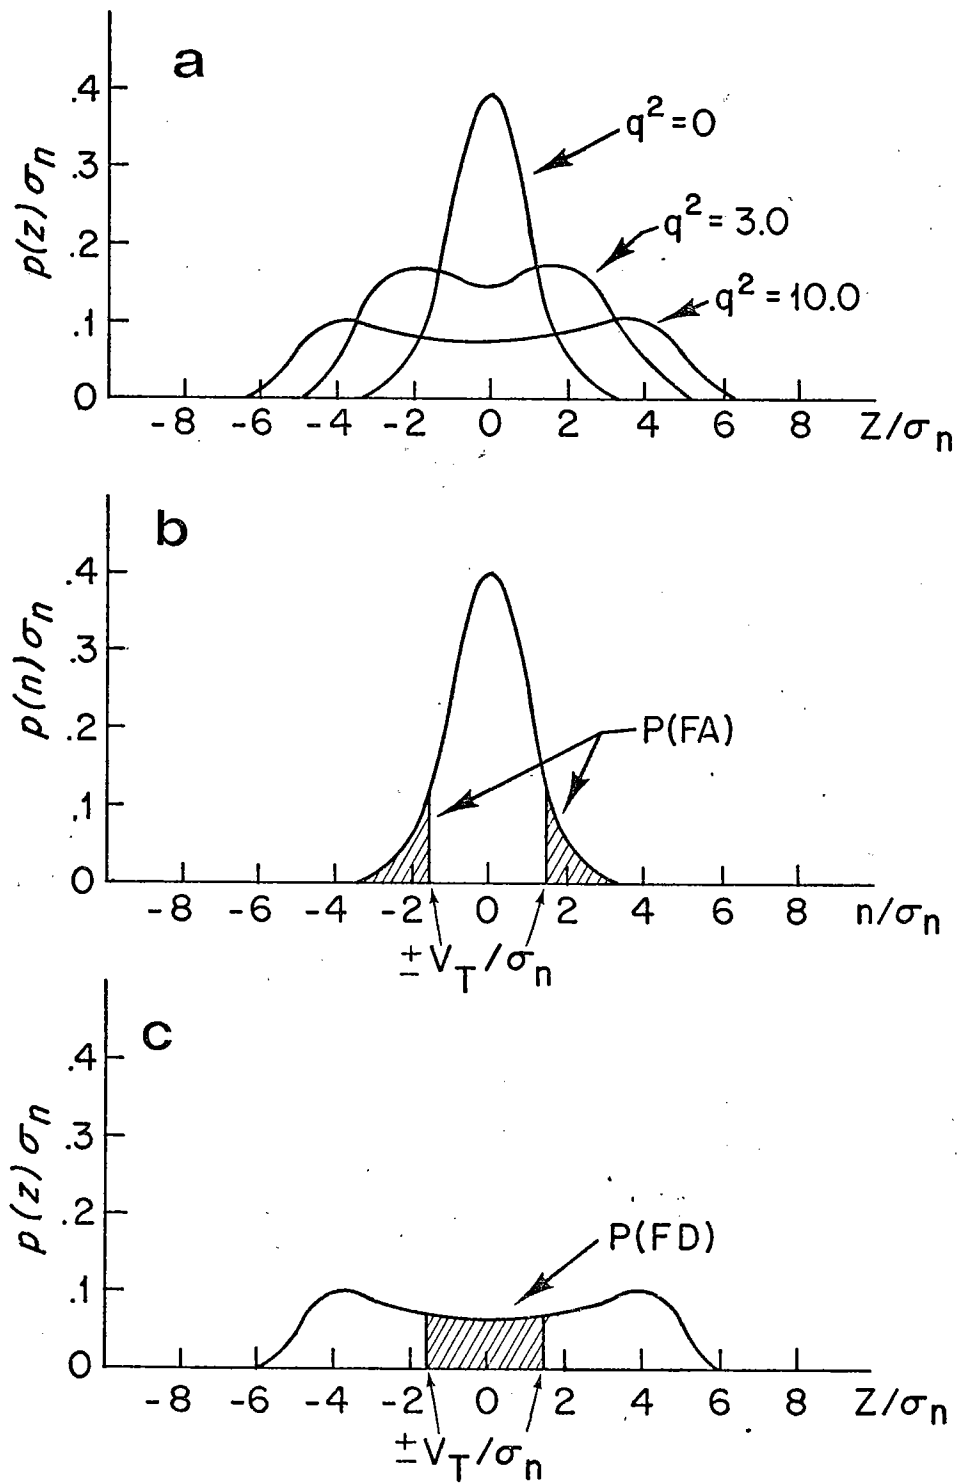 a
p(z)σn
.4
.3
.2
.1
0
q²=0
q²=3.0
q²=10.0
-8 -6 -4 -2 0 2 4 6 8 Z/σn
b
p(n)σn
.4
.3
.2
.1
0
P(FA)
-8 -6 -4 -2 0 2 4 6 8 n/σn
±VT/σn
c
p(z)σn
.4
.3
.2
.1
0
P(FD)
-8 -6 -4 -2 0 2 4 6 8 Z/σn
±VT/σn